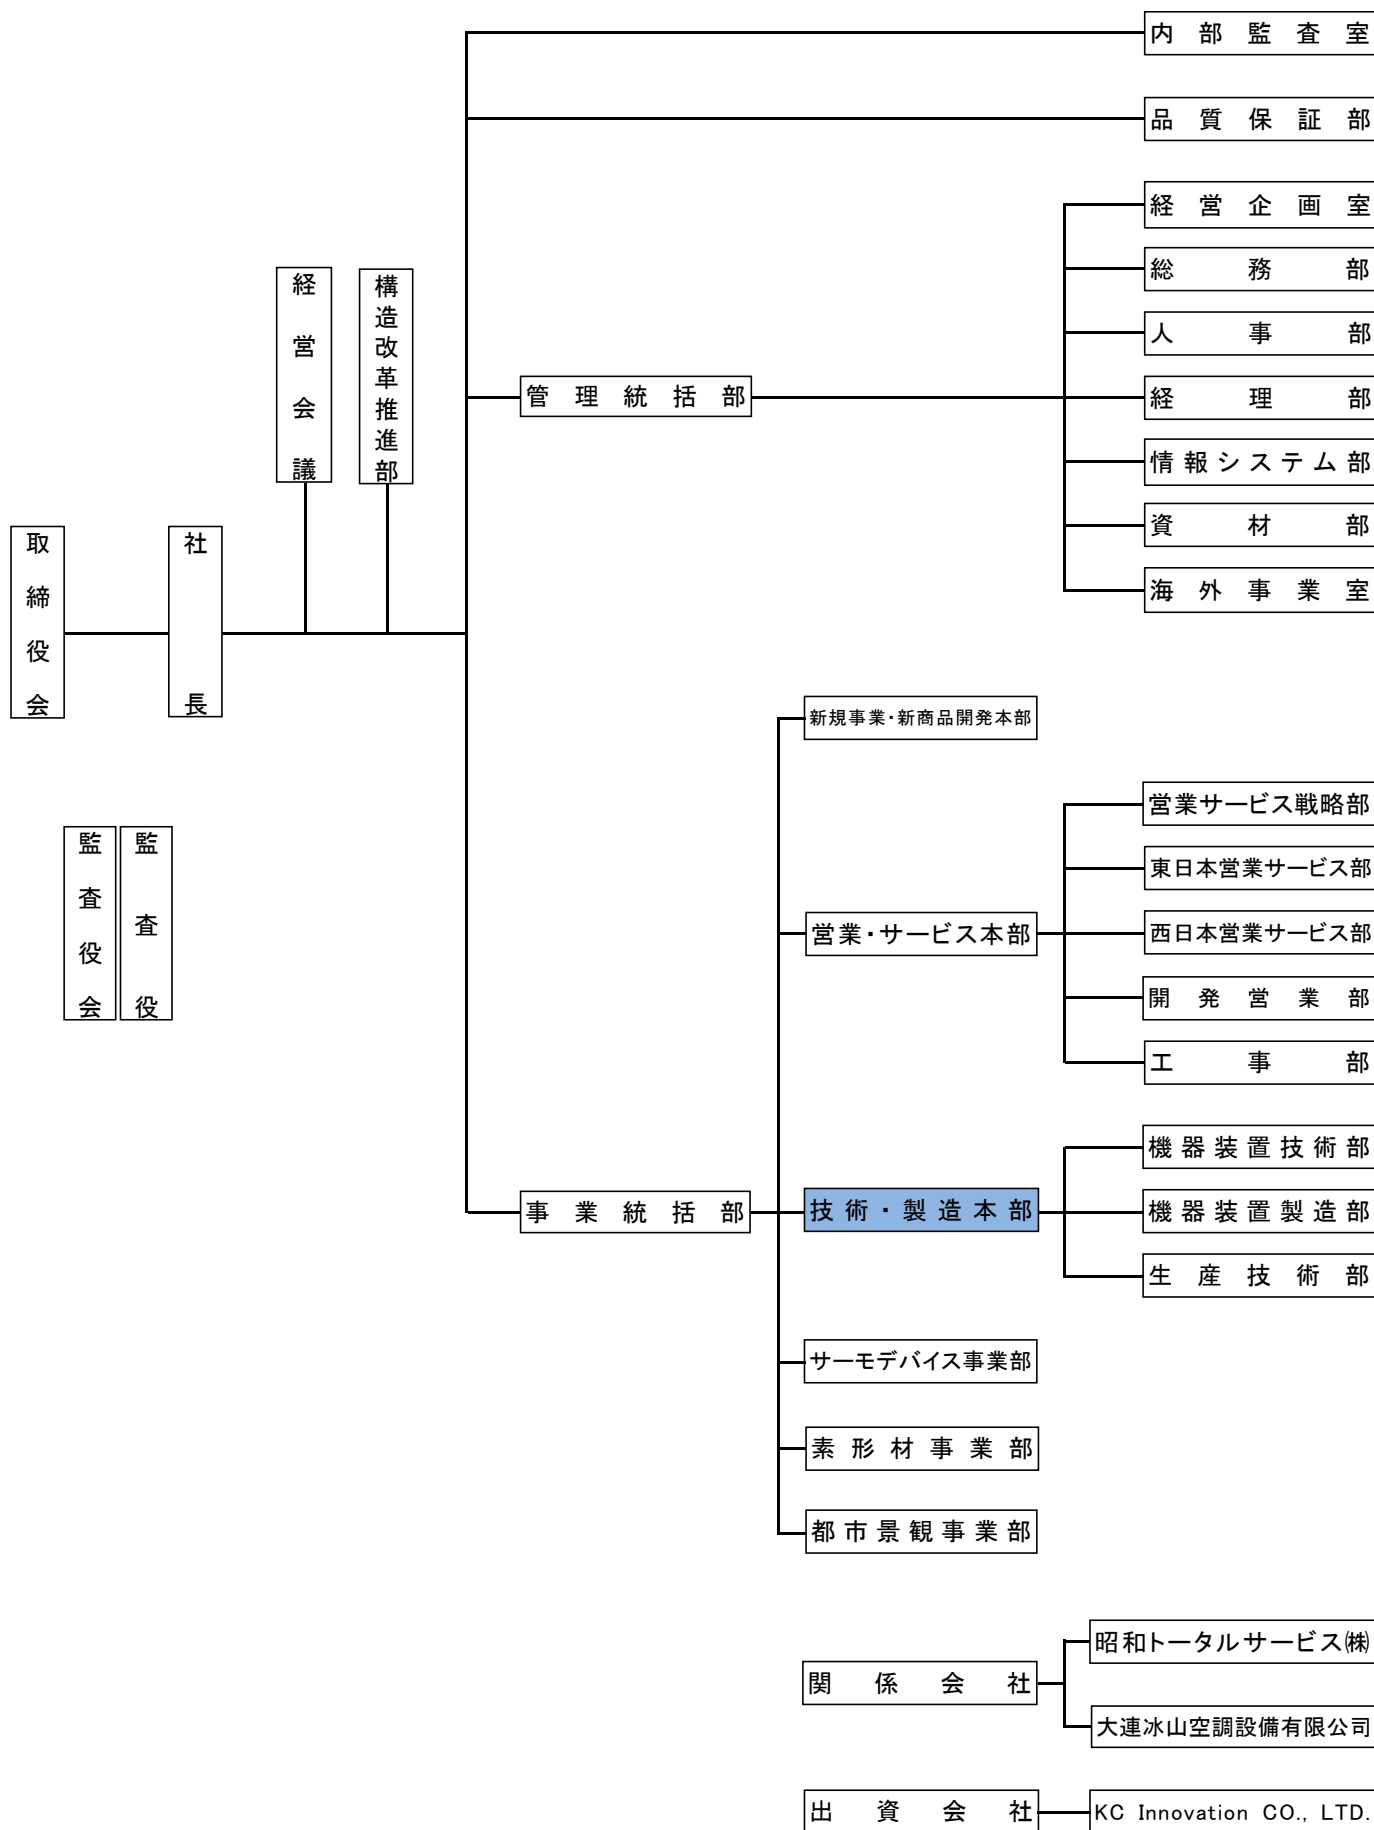 内部監査室
品質保証部
経営企画室
総務部
人事部
経営会議
構造改革推進部
管理統括部
経理部
情報システム部
資材部
海外事業室
取締役会
社長
新規事業・新商品開発本部
営業サービス戦略部
東日本営業サービス部
監査役会
監査役
営業・サービス本部
西日本営業サービス部
開発営業部
工事部
機器装置技術部
事業統括部
技術・製造本部
機器装置製造部
生産技術部
サーモデバイス事業部
素形材事業部
都市景観事業部
昭和トータルサービス㈱
関係会社
大連冰山空調設備有限公司
出資会社
KC Innovation CO., LTD.